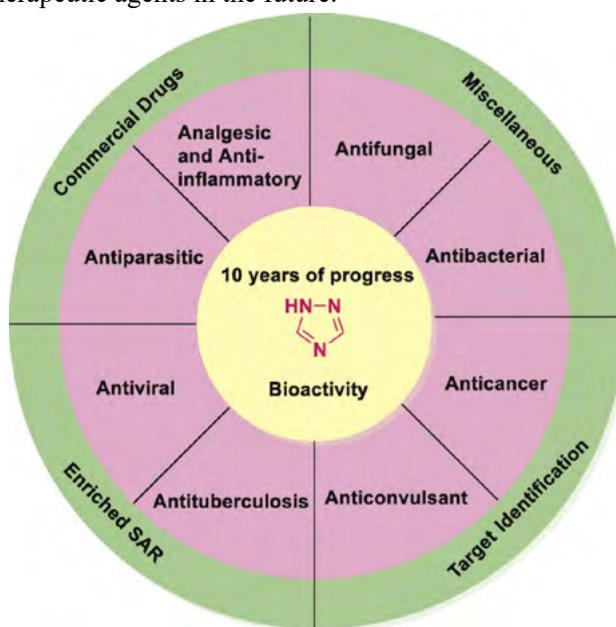 herapeutic agents in the future.
Commercial Drugs
Miscellaneous
Analgesic
and Anti-
inflammatory
Antifungal
Antiparasitic
Antibacterial
10 years of progress
HN
N
N
Bioactivity
Antiviral
Anticancer
Antituberculosis
Anticonvulsant
Enriched SAR
Target Identification